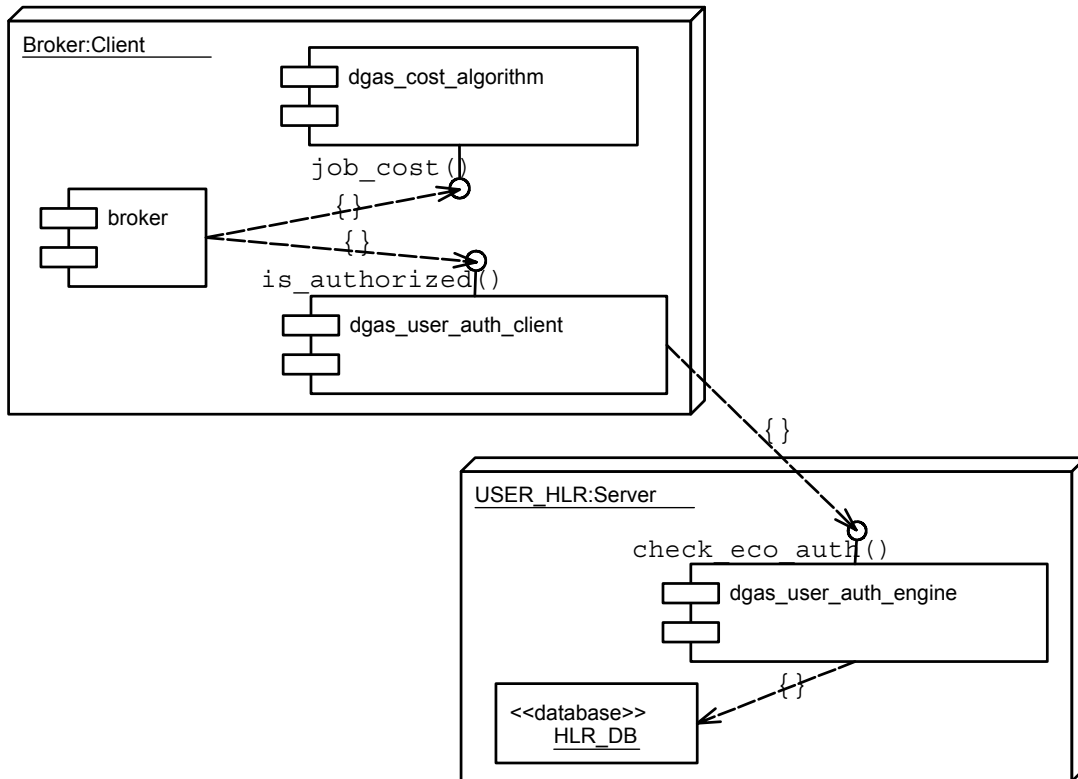 Broker:Client
dgas_cost_algorithm
job_cost()
{}
broker
{}
is_authorized()
dgas_user_auth_client
{}
USER_HLR:Server
check_eco_auth()
dgas_user_auth_engine
{}
<<database>>
HLR_DB